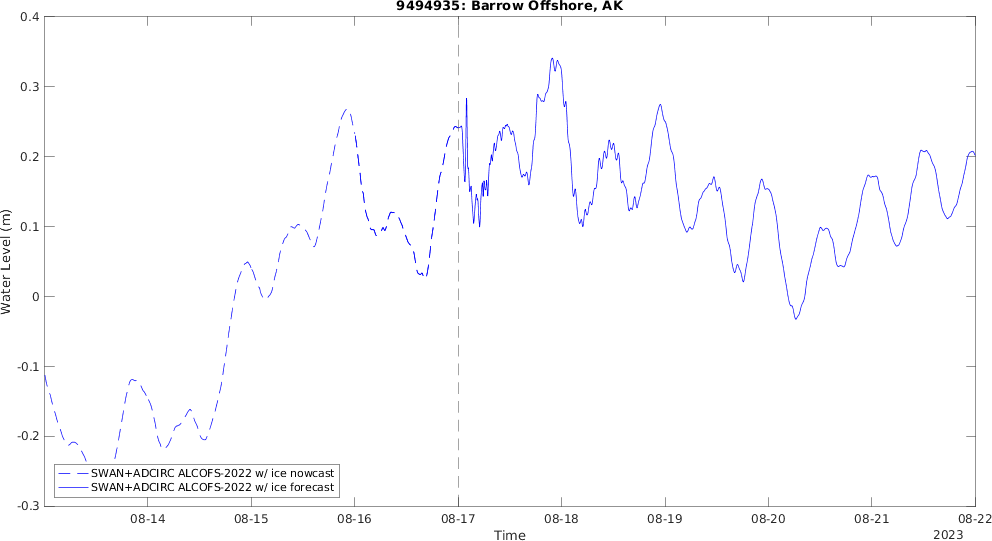 9494935: Barrow Offshore, AK
0.4
0.3
0.2
0.1
0
-0.1
-0.2
-0.3
Water Level (m)
SWAN+ADCIRC ALCOFS-2022 w/ ice nowcast
SWAN+ADCIRC ALCOFS-2022 w/ ice forecast
08-14 08-15 08-16 08-17 08-18 08-19 08-20 08-21 08-22
Time
2023